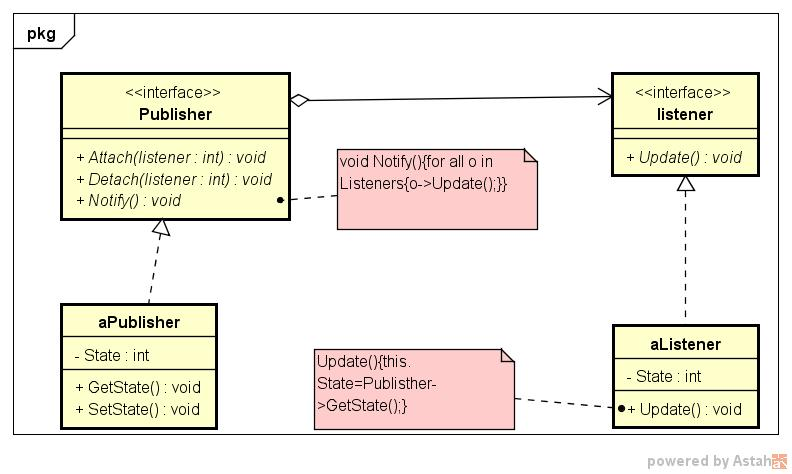 pkg
<<interface>>
Publisher
+ Attach(listener : int) : void
+ Detach(listener : int) : void
+ Notify() : void
<<interface>>
listener
+ Update() : void
void Notify(){for all o in
Listeners{o->Update();}}
aPublisher
- State : int
+ GetState() : void
+ SetState() : void
Update(){this.
State=Publisther-
>GetState();}
aListener
- State : int
+ Update() : void
powered by Astah